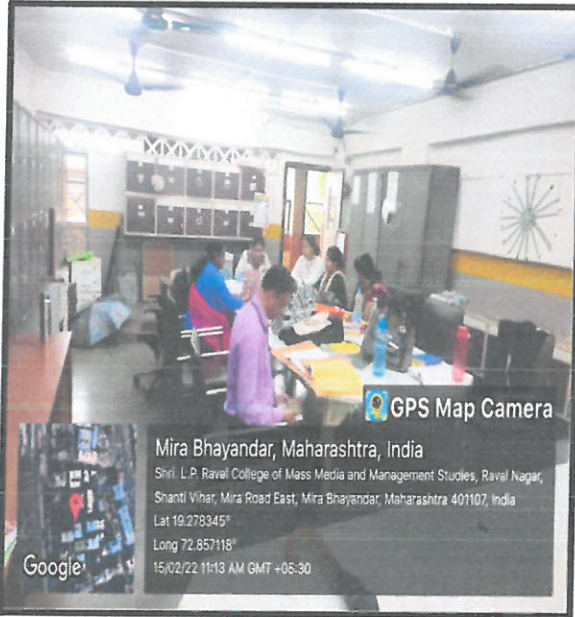 GPS Map Camera
Mira Bhayandar, Maharashtra, India
Shri. L.P. Raval College of Mass Media and Management Studies, Raval Nagar,
Shanti Vihar, Mira Road East, Mira Bhayandar, Maharashtra 401107, India
Lat 19.278345°
Long 72.857118°
15/02/22 11:13 AM GMT +05:30
Google